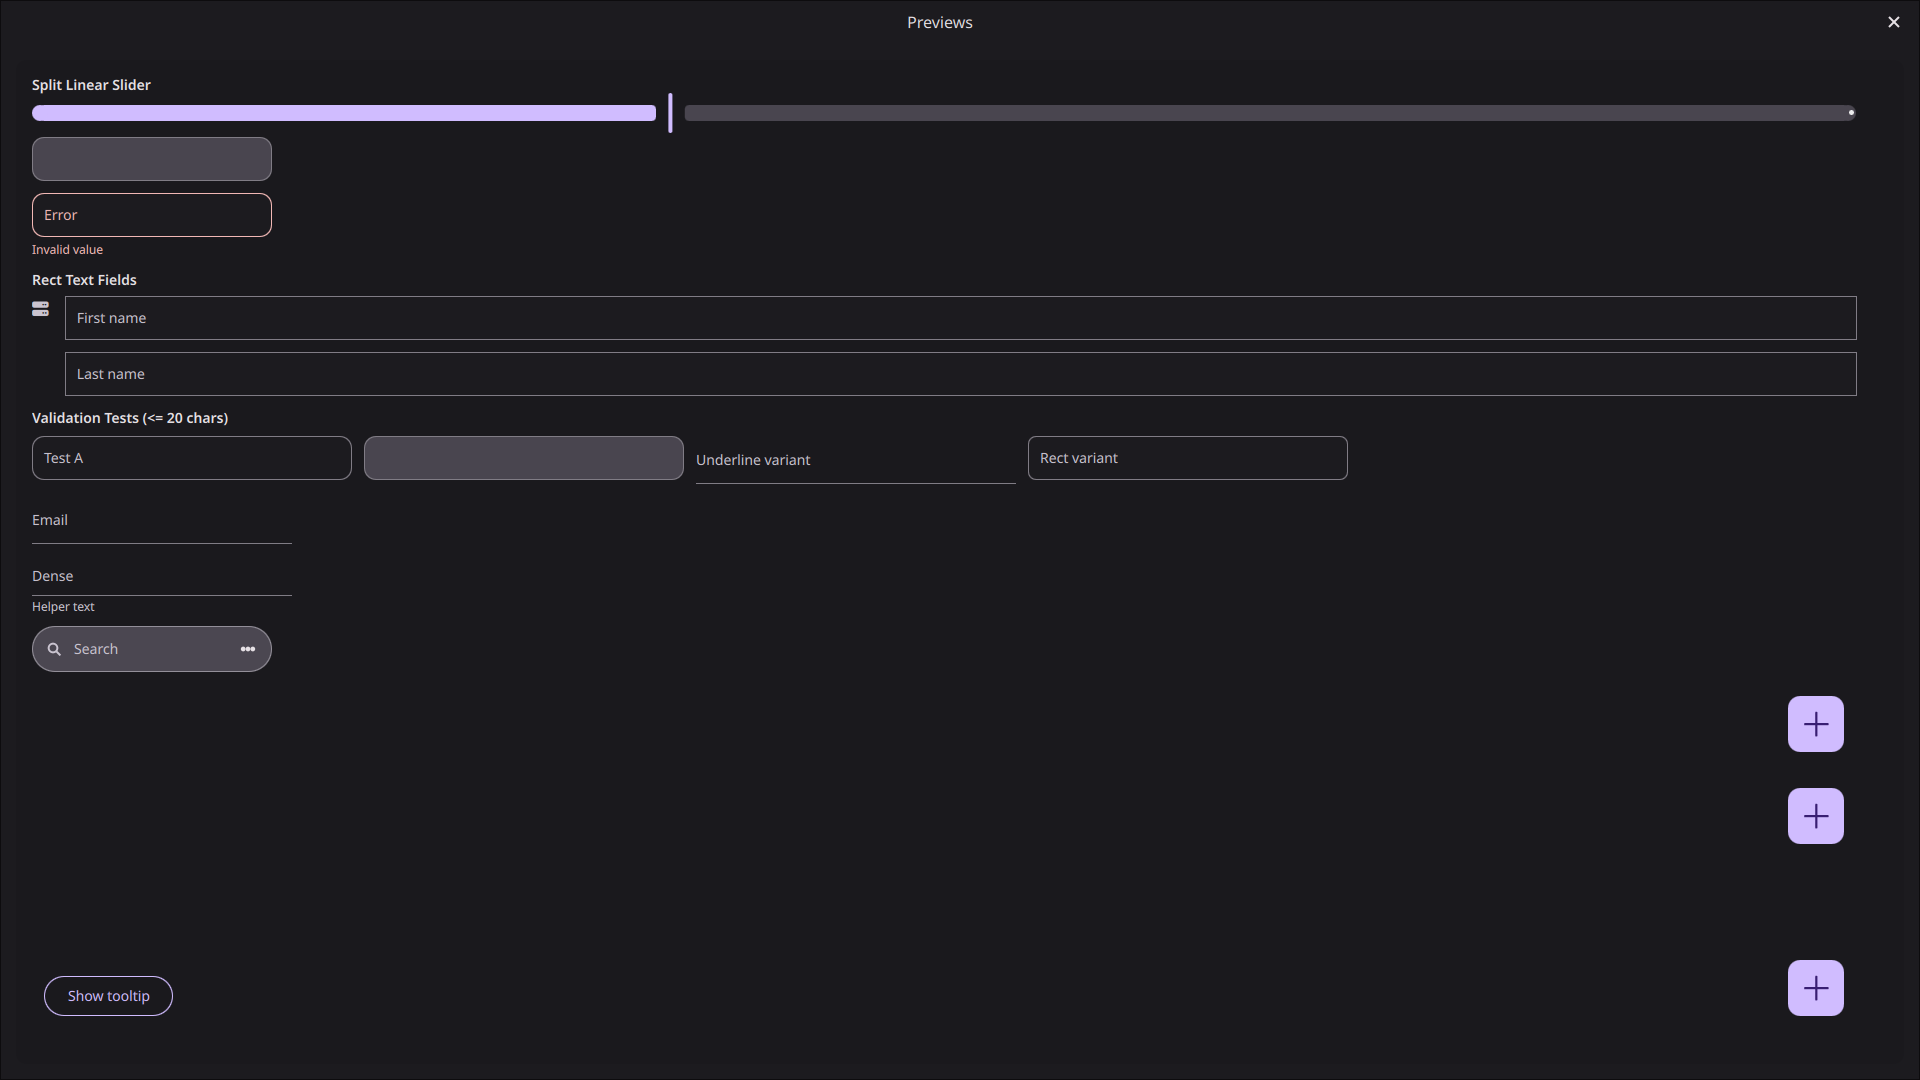 Previews
Split Linear Slider
Error
Invalid value
Rect Text Fields
First name
Last name
Validation Tests (<= 20 chars)
Test A
Underline variant
Rect variant
Email
Dense
Helper text
Search
Show tooltip